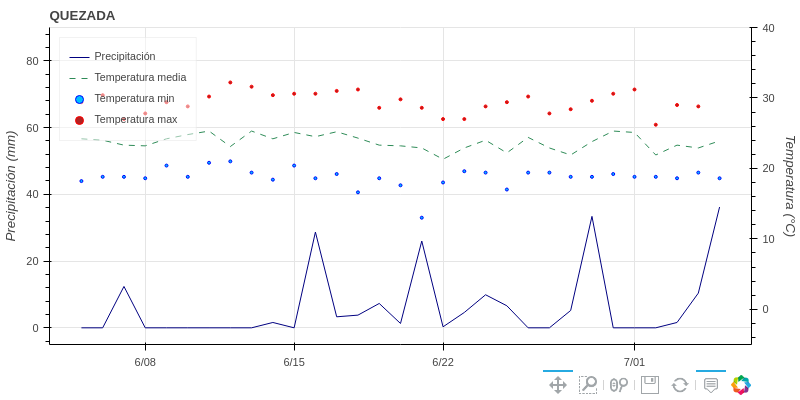 QUEZADA
Precipitación
Temperatura media
Temperatura min
Temperatura max
Precipitación (mm)
80
60
40
20
0
40
30
20
10
0
Temperatura (°C)
6/08
6/15
6/22
7/01